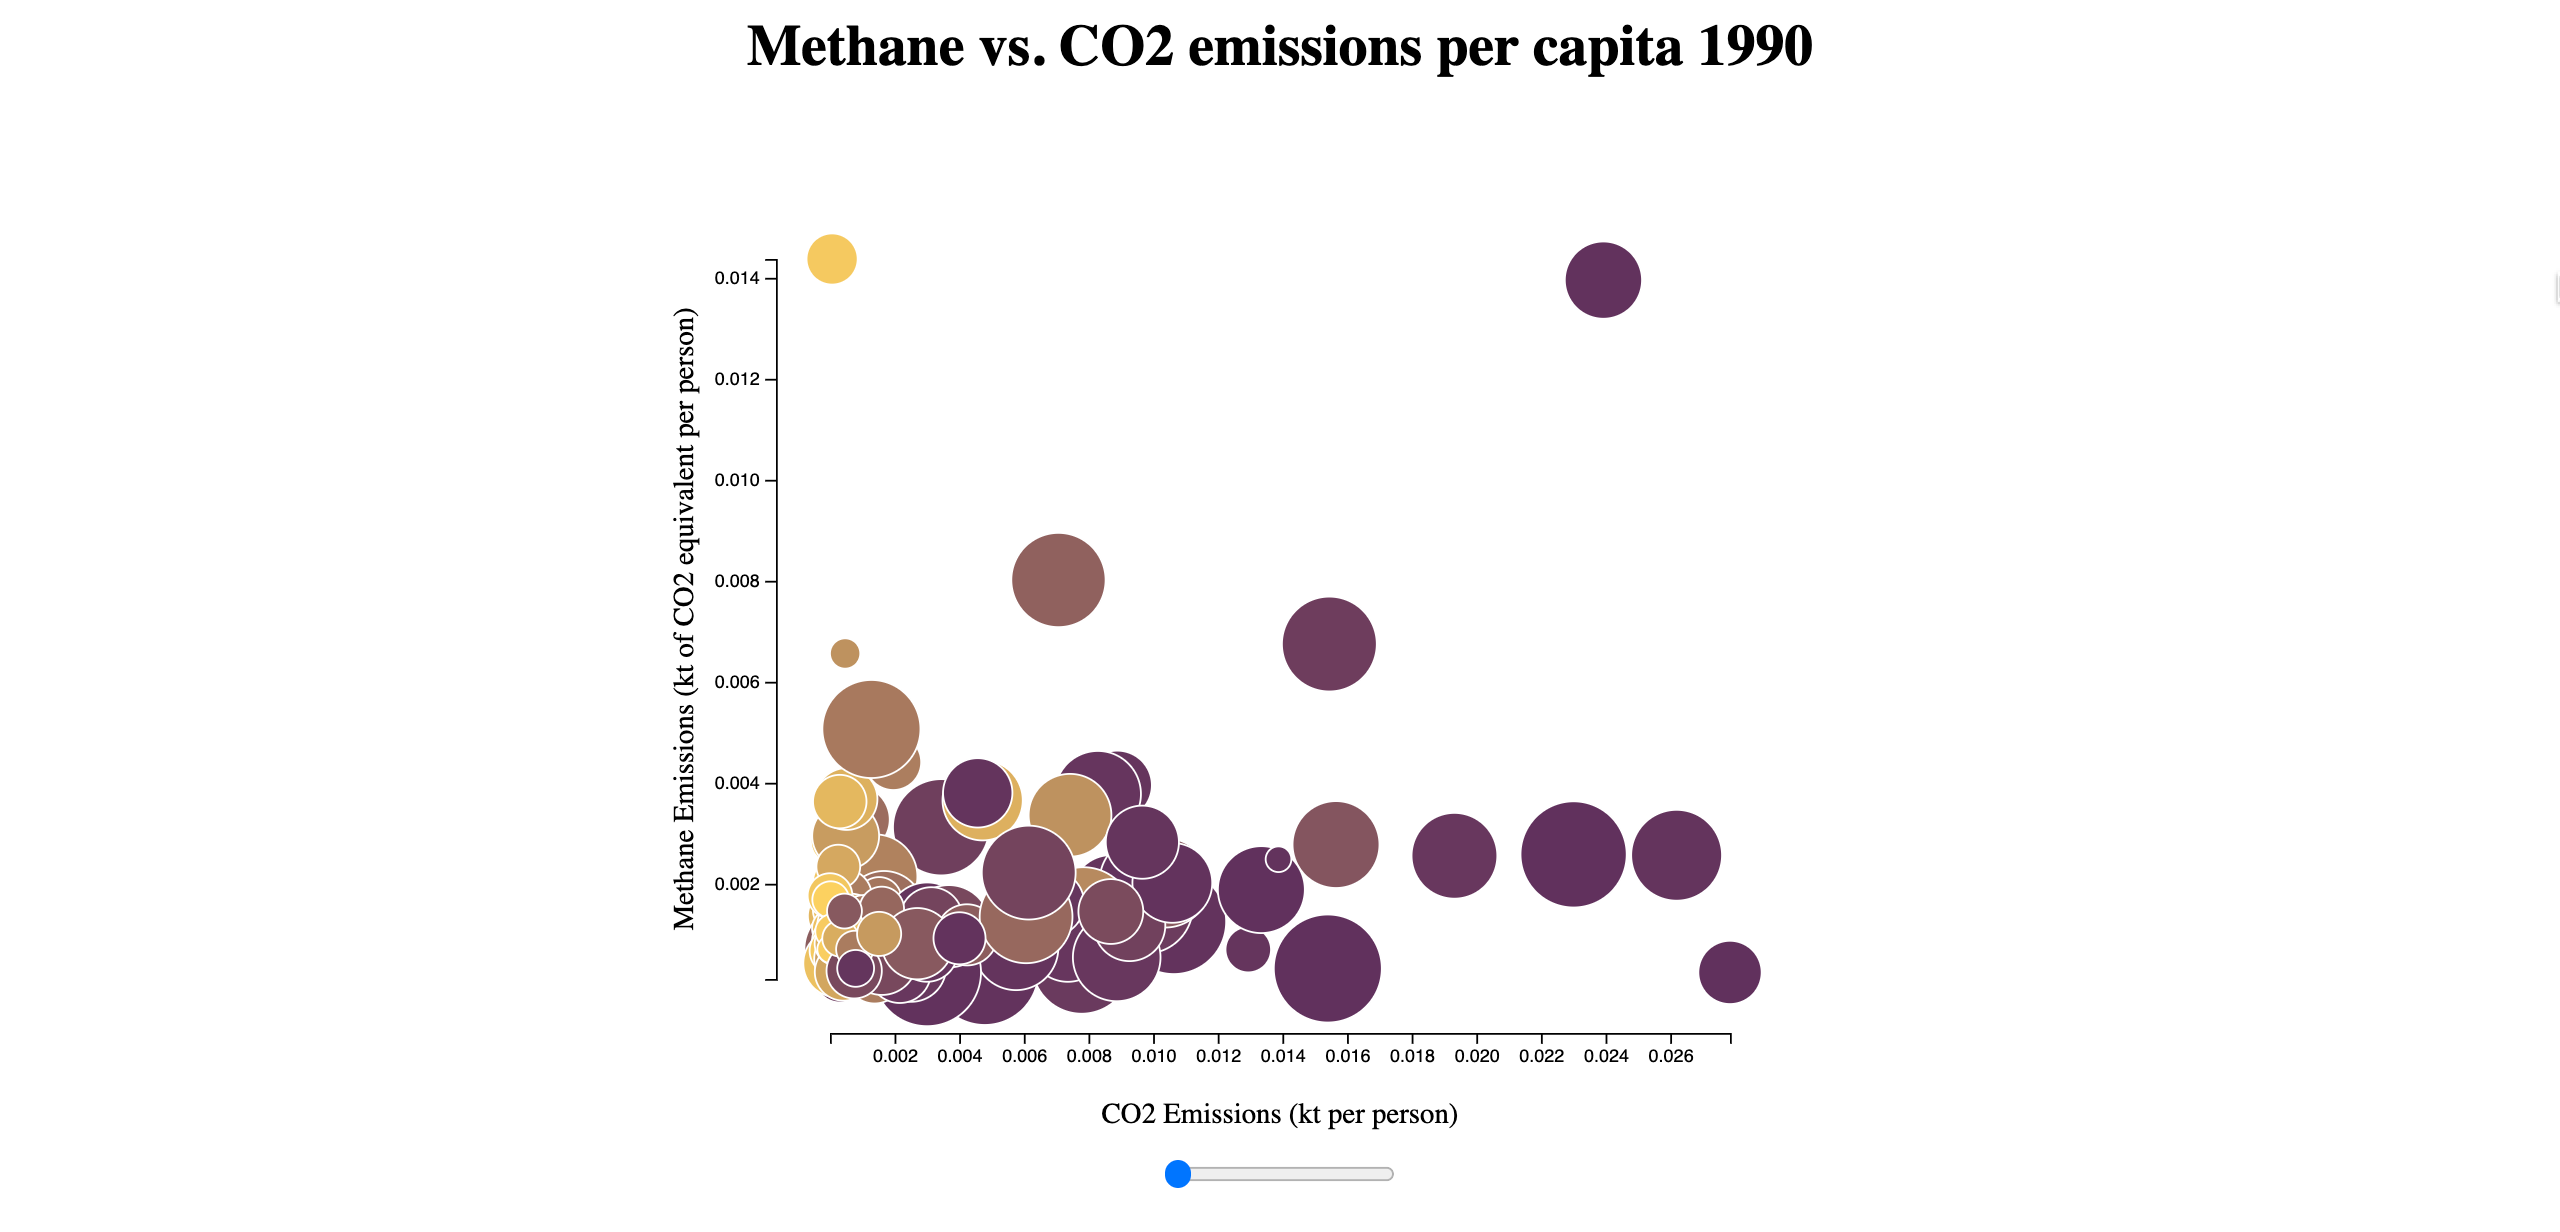 Methane vs. CO2 emissions per capita 1990
Methane Emissions (kt of CO2 equivalent per person)
0.014
0.012
0.010
0.008
0.006
0.004
0.002
0.002 0.004 0.006 0.008 0.010 0.012 0.014 0.016 0.018 0.020 0.022 0.024 0.026
CO2 Emissions (kt per person)